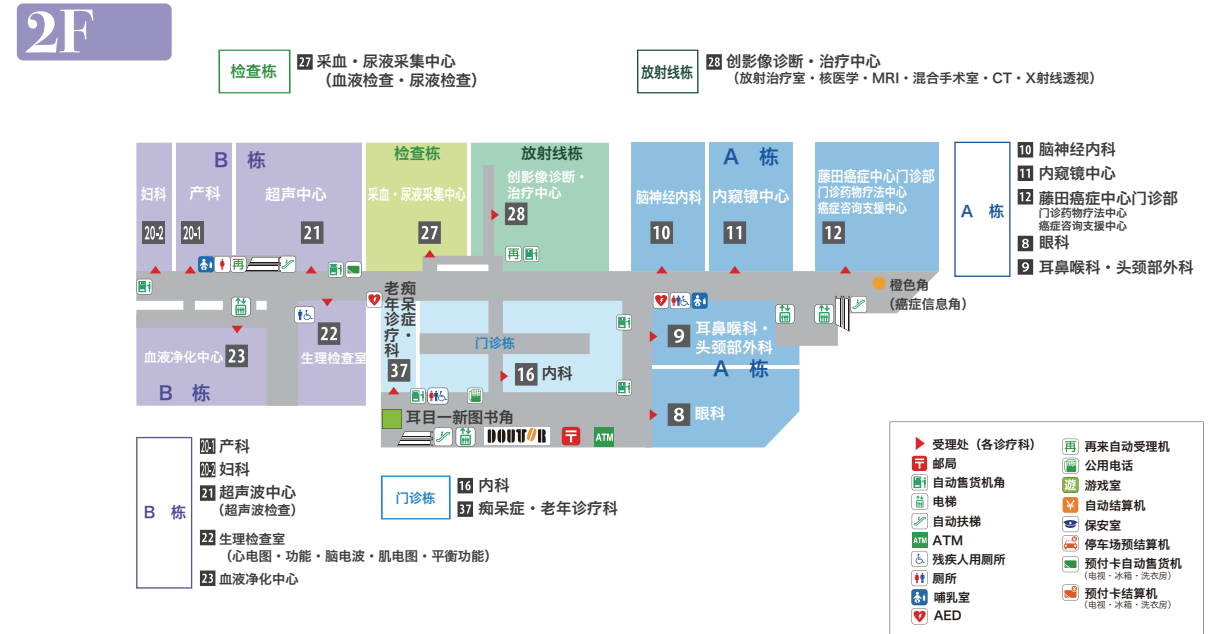 2F
检查栋
27 采血・尿液采集中心
（血液检查・尿液检查）
放射线栋
28 创影像诊断・治疗中心
（放射治疗室・核医学・MRI・混合手术室・CT・X射线透视）
B 栋
妇科
20-2
产科
20-1
超声中心
21
检查栋
采血・尿液采集中心
27
放射线栋
创影像诊断・
治疗中心
28
再
再
A 栋
脑神经内科
10
内窥镜中心
11
藤田癌症中心门诊部
门诊药物疗法中心
癌症咨询支援中心
12
A 栋
10 脑神经内科
11 内窥镜中心
12 藤田癌症中心门诊部
门诊药物疗法中心
癌症咨询支援中心
8 眼科
9 耳鼻喉科・头颈部外科
橙色角
（癌症信息角）
血液净化中心 23
B 栋
22
生理检查室
痴呆症・
老年诊疗科
37
门诊栋
16 内科
9 耳鼻喉科・
头颈部外科
A 栋
8 眼科
耳目一新图书角
DOUTOR
〒
ATM
B 栋
20-1 产科
20-2 妇科
21 超声波中心
（超声波检查）
22 生理检查室
（心电图・功能・脑电波・肌电图・平衡功能）
23 血液净化中心
门诊栋
16 内科
37 痴呆症・老年诊疗科
受理处（各诊疗科）
〒 邮局
自动售货机角
电梯
自动扶梯
ATM ATM
残疾人用厕所
厕所
哺乳室
AED
再 再来自动受理机
公用电话
遊 游戏室
¥ 自动结算机
保安室
停车场预结算机
预付卡自动售货机
（电视・冰箱・洗衣房）
预付卡结算机
（电视・冰箱・洗衣房）